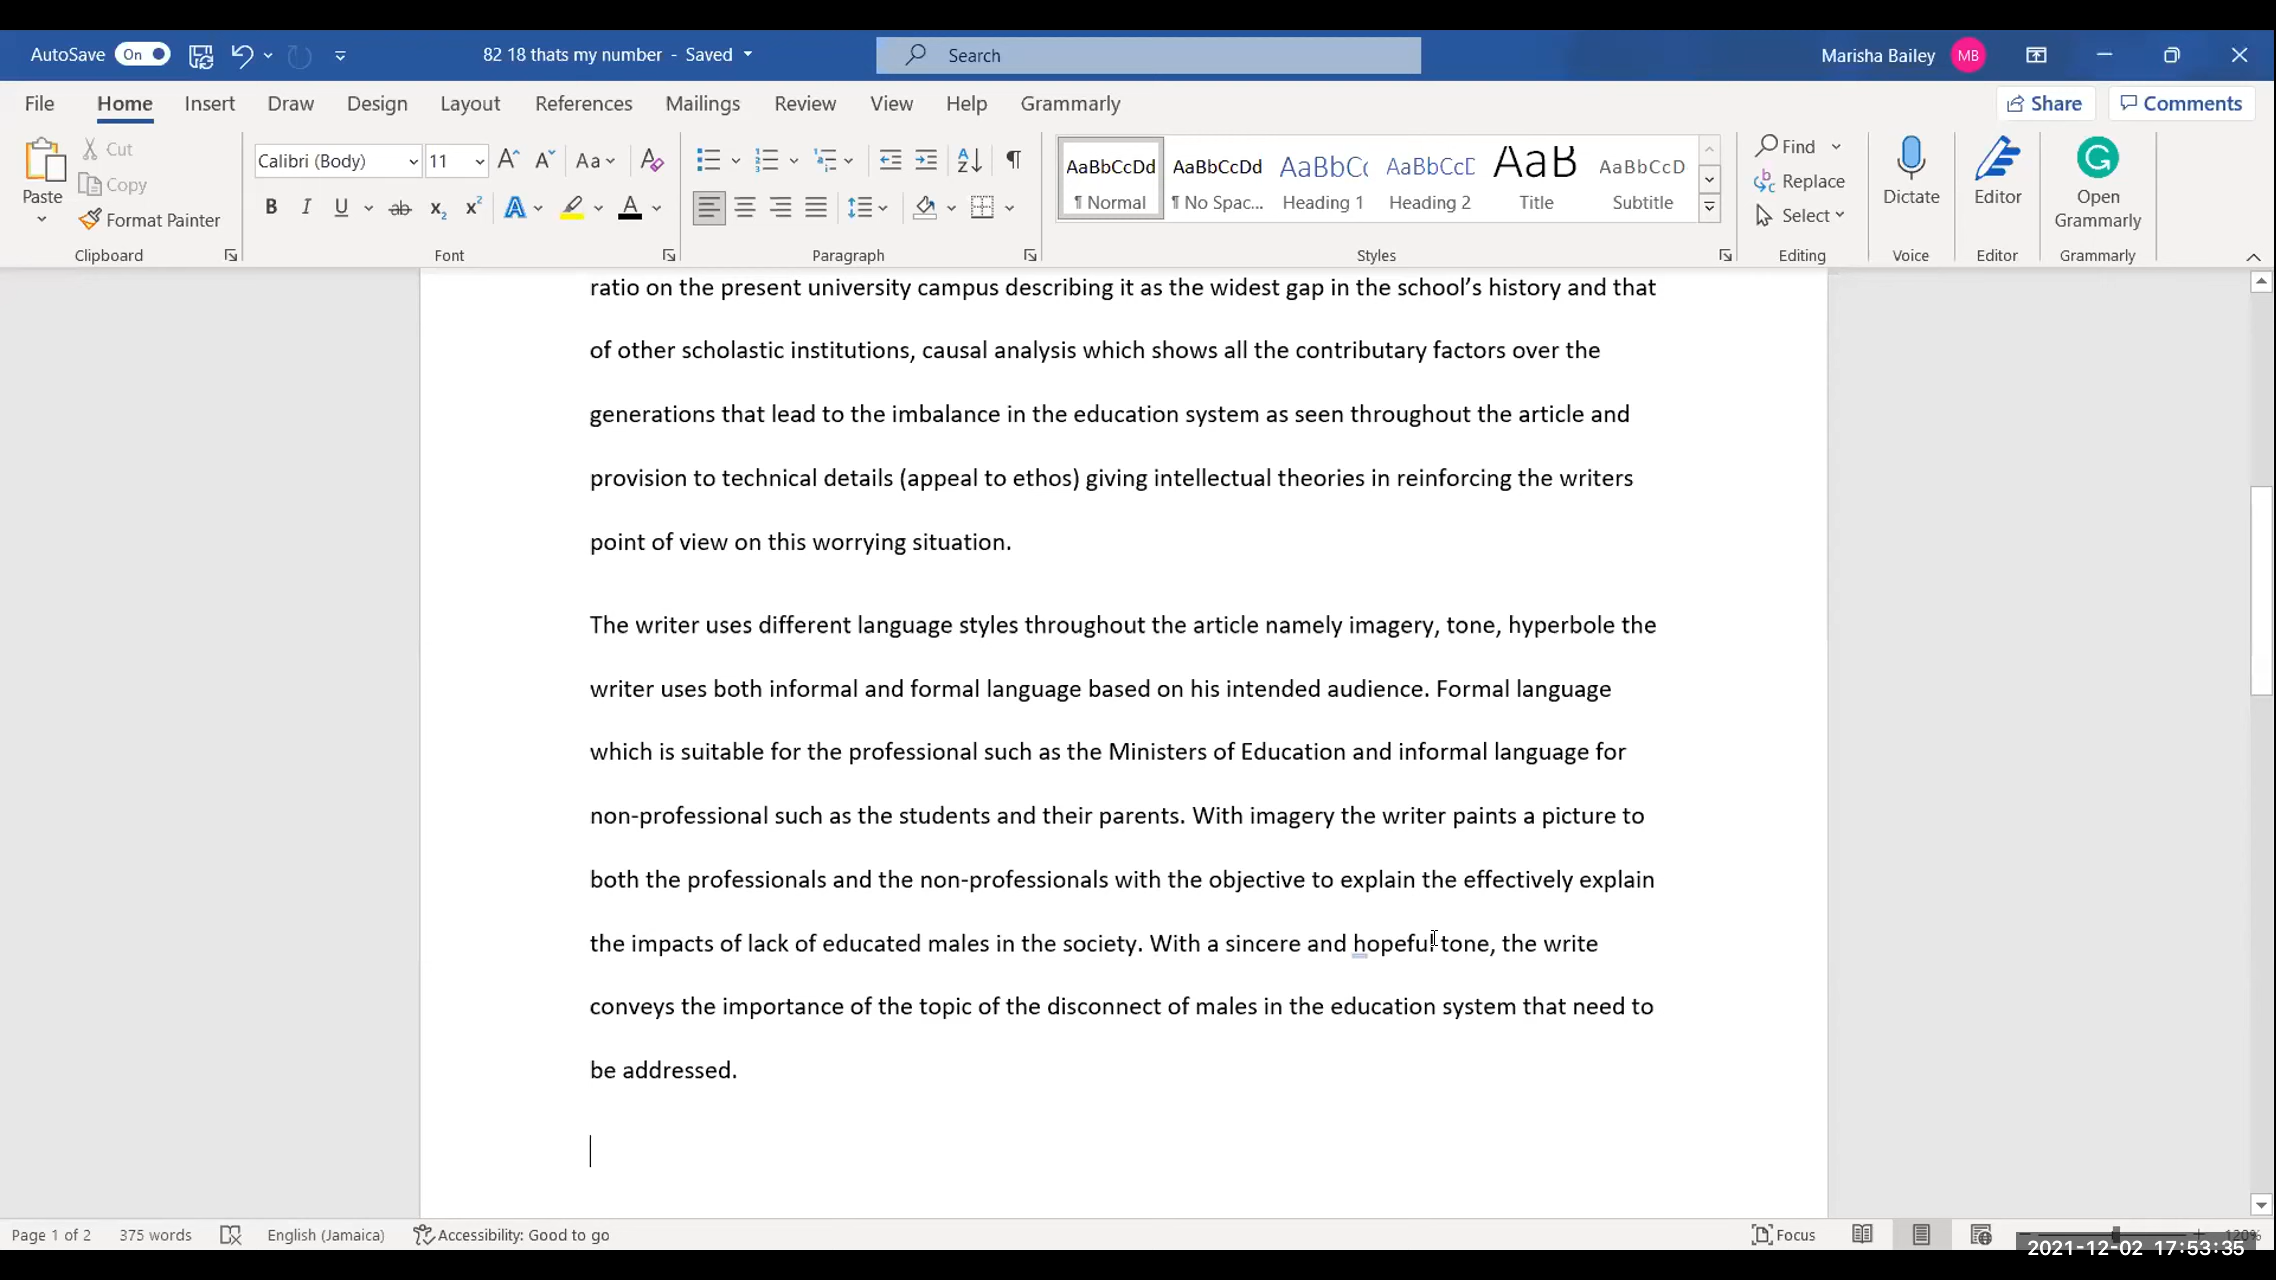 AutoSave On 82 18 thats my number - Saved Search Marisha Bailey MB
File Home Insert Draw Design Layout References Mailings Review View Help Grammarly Share Comments
Paste Cut Copy Format Painter Clipboard
Calibri (Body) 11 Aa
B I U ab x₂ x² A A
Font
Paragraph
AaBbCcDd AaBbCcDd AaBbC AaBbCcD AaB AaBbCcD
¶ Normal ¶ No Spac... Heading 1 Heading 2 Title Subtitle
Styles
Find
Replace
Select
Editing
Dictate
Voice
Editor
Editor
Open
Grammarly
Grammarly
ratio on the present university campus describing it as the widest gap in the school’s history and that
of other scholastic institutions, causal analysis which shows all the contributary factors over the
generations that lead to the imbalance in the education system as seen throughout the article and
provision to technical details (appeal to ethos) giving intellectual theories in reinforcing the writers
point of view on this worrying situation.
The writer uses different language styles throughout the article namely imagery, tone, hyperbole the
writer uses both informal and formal language based on his intended audience. Formal language
which is suitable for the professional such as the Ministers of Education and informal language for
non-professional such as the students and their parents. With imagery the writer paints a picture to
both the professionals and the non-professionals with the objective to explain the effectively explain
the impacts of lack of educated males in the society. With a sincere and hopeful tone, the write
conveys the importance of the topic of the disconnect of males in the education system that need to
be addressed.
Page 1 of 2 375 words English (Jamaica) Accessibility: Good to go Focus 120%
2021-12-02 17:53:35